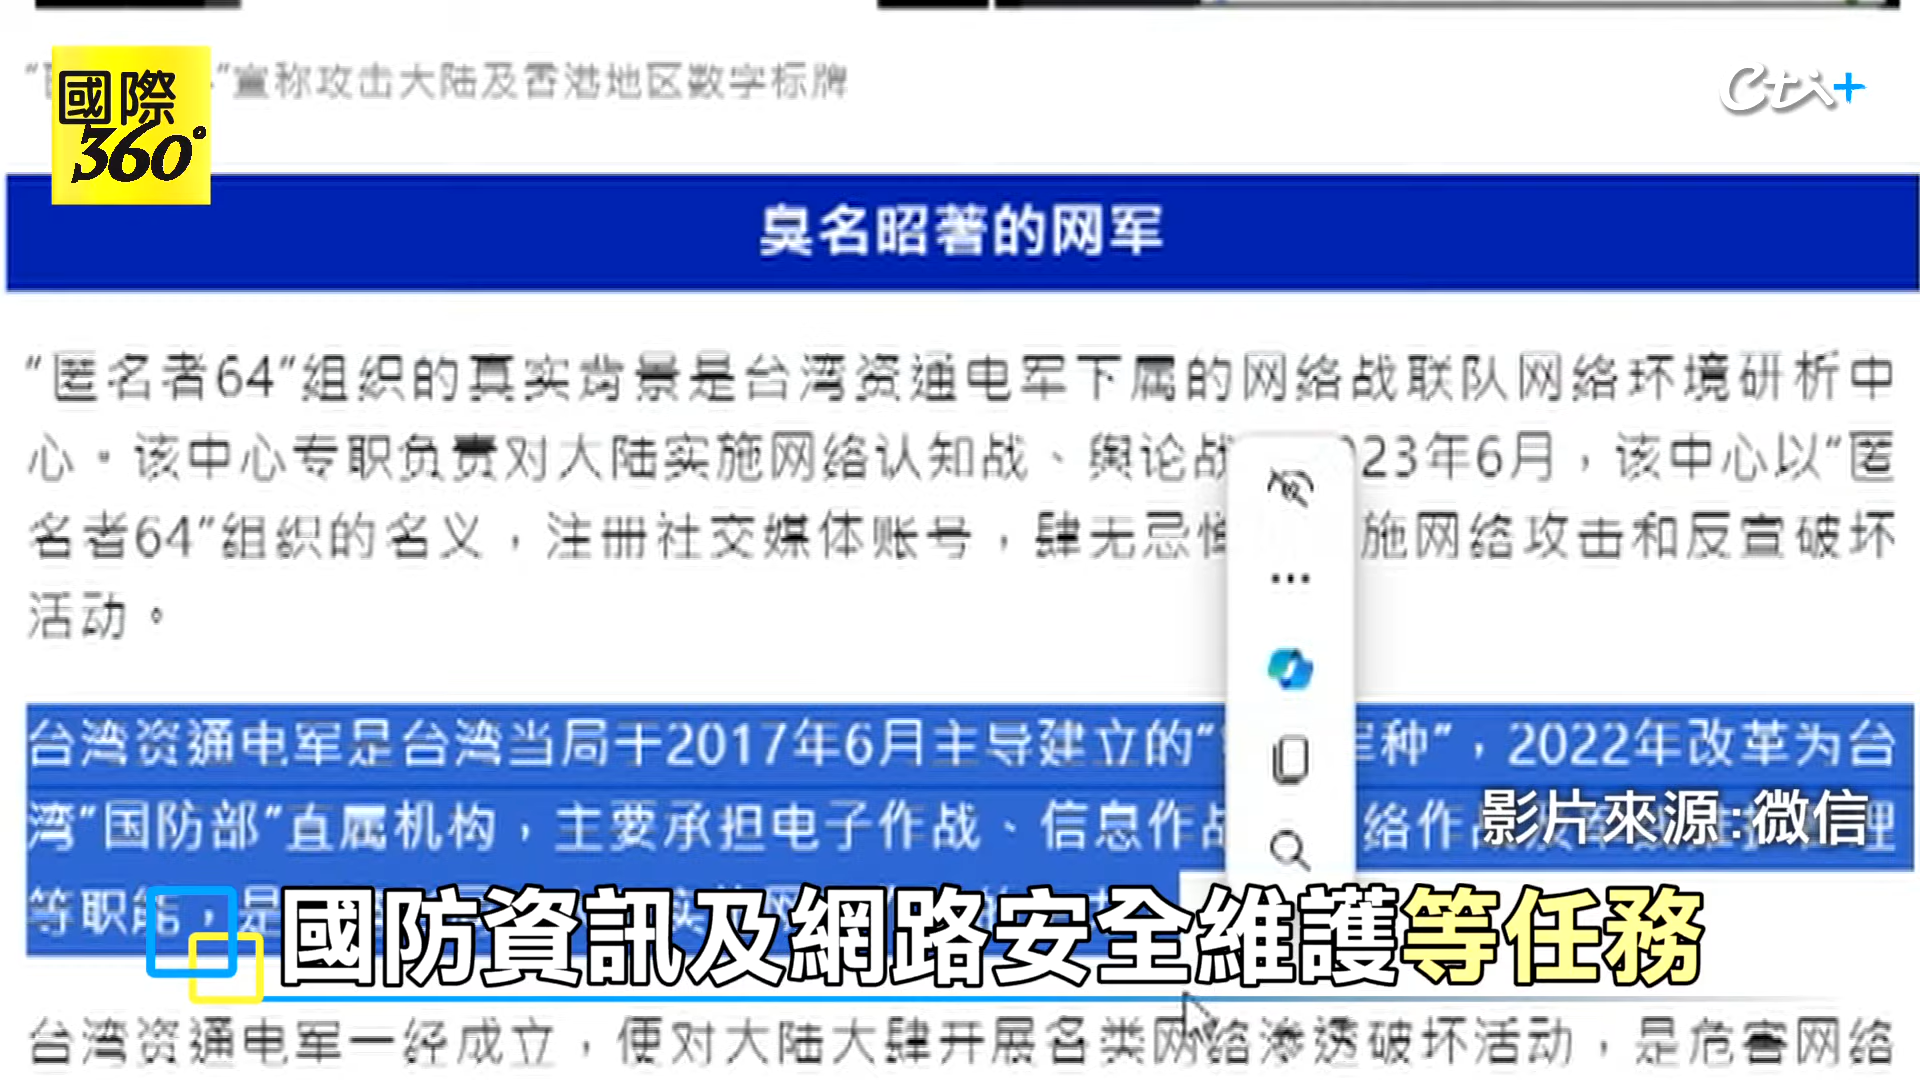 國際
360°
Cti+
"宣称攻击大陆及香港地区数字标牌
臭名昭著的网军
"匿名者64"组织的真实背景是台湾资通电军下属的网络战联队网络环境研析中
心。该中心专职负责对大陆实施网络认知战、舆论战 23年6月，该中心以"匿
名者64"组织的名义，注册社交媒体账号，肆无忌惮 施网络攻击和反宣破坏
活动。
台湾资通电军是台湾当局于2017年6月主导建立的" 军种"，2022年改革为台
湾"国防部"直属机构，主要承担电子作战、信息作战 络作 理
影片來源:微信
等职能，是
國防資訊及網路安全維護等任務
台湾资通电军一经成立，便对大陆大肆开展各类网络渗透破坏活动，是危害网络